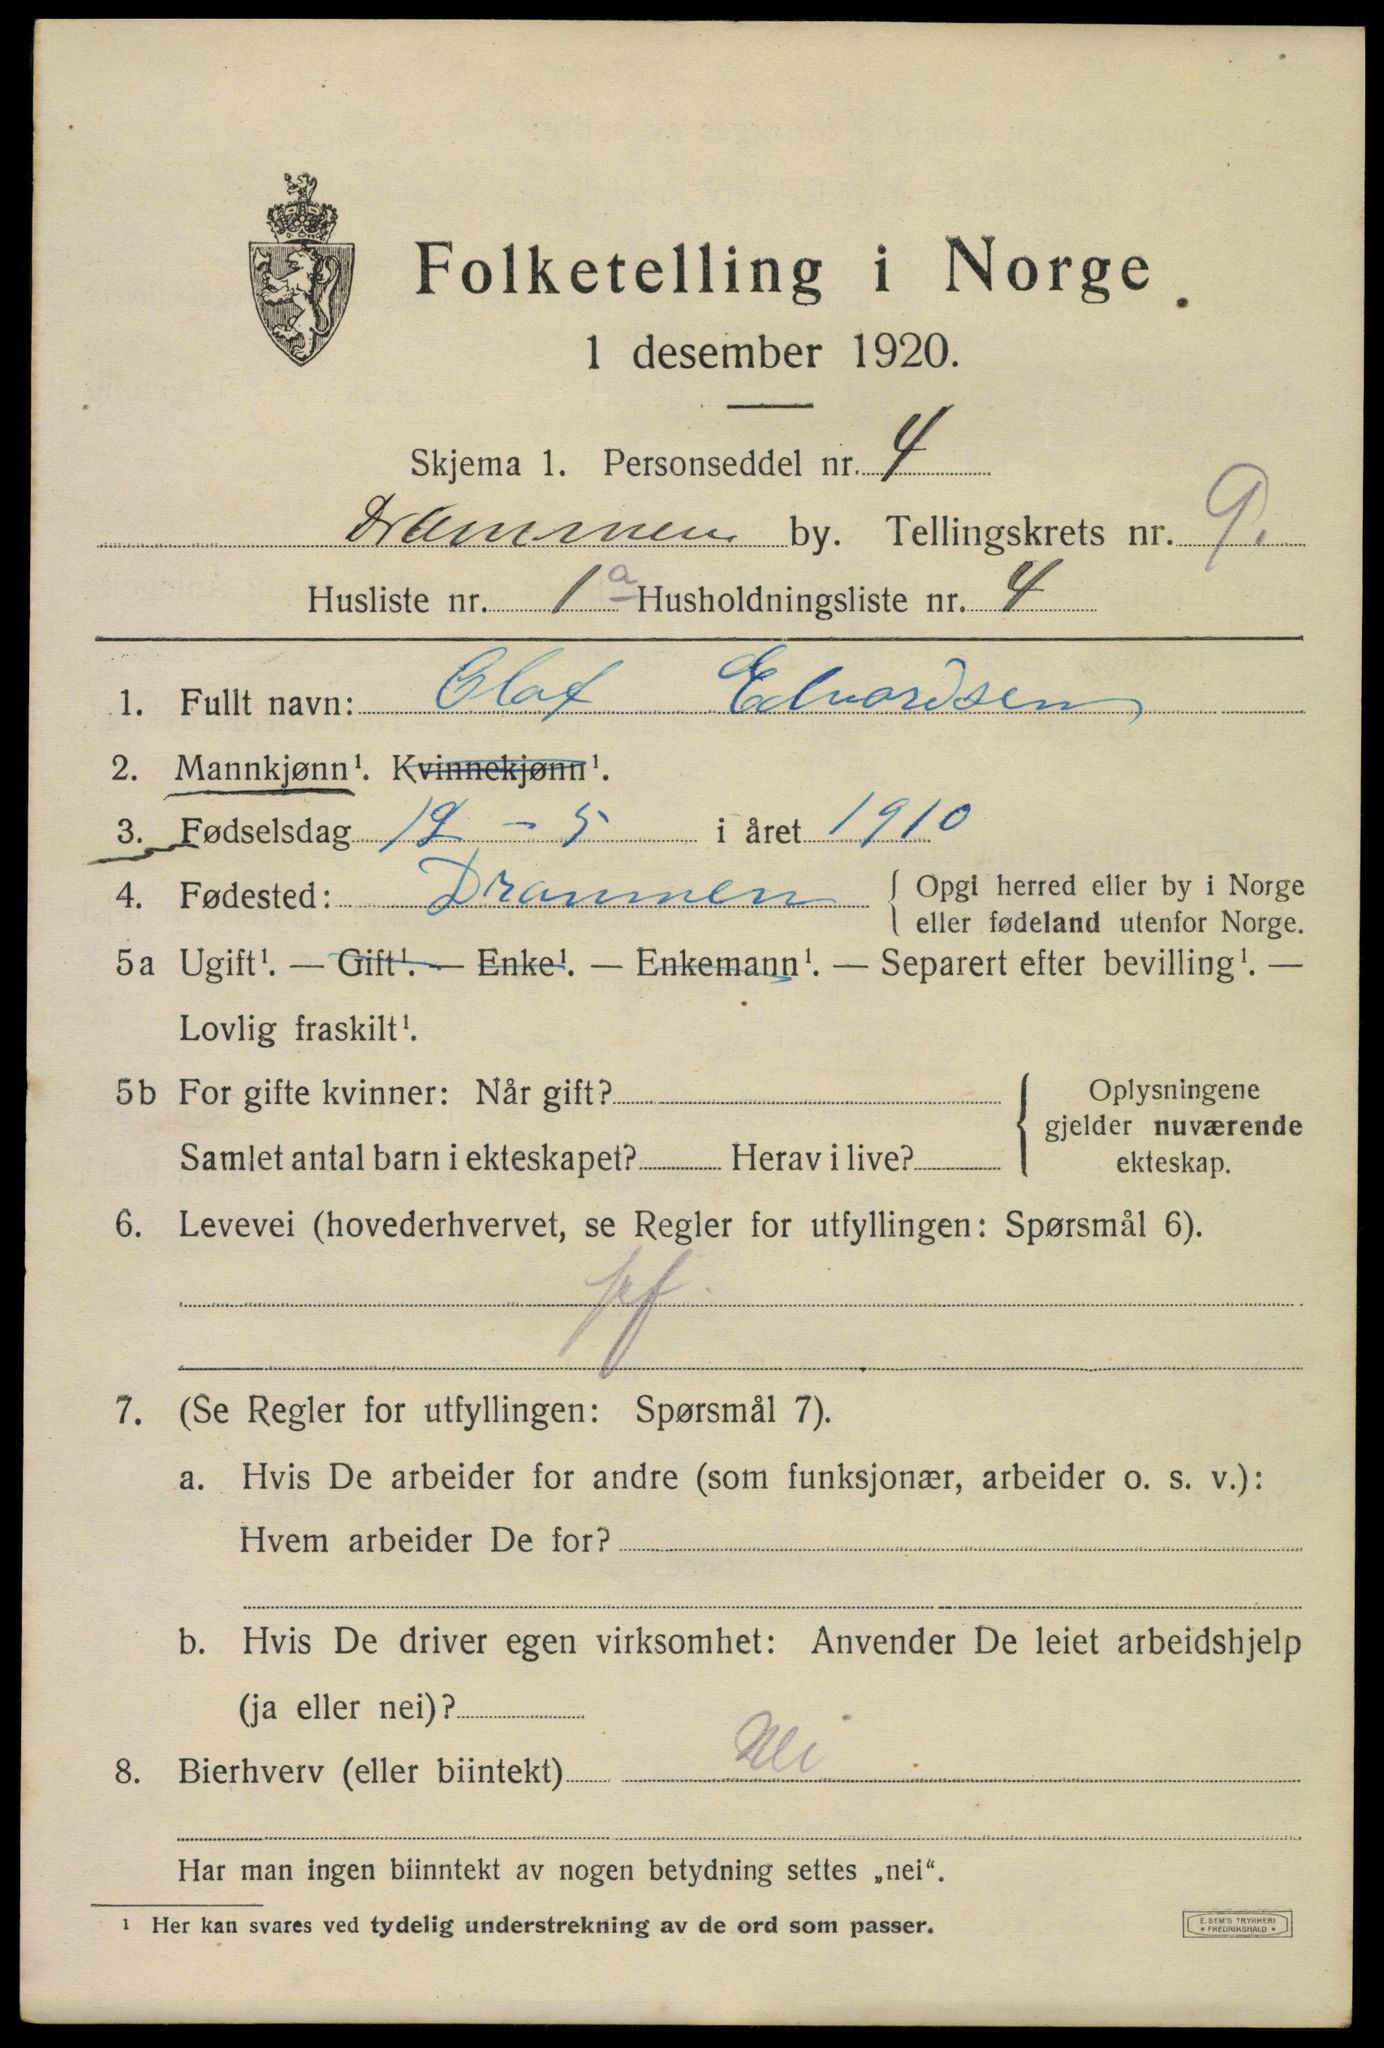 Folketelling i Norge
1 desember 1920.
Skjema 1. Personseddel nr. 4
Drammen by. Tellingskrets nr. 9.
Husliste nr. 1a Husholdningsliste nr. 4
1. Fullt navn: Olaf Edvardsen
2. Mannkjønn¹. Kvinnekjønn¹.
3. Fødselsdag 12 - 5 i året 1910
4. Fødested: Drammen { Opgi herred eller by i Norge
eller fødeland utenfor Norge.
5a Ugift¹. — Gift¹. — Enke¹. — Enkemann¹. — Separert efter bevilling¹. —
Lovlig fraskilt¹.
5b For gifte kvinner: Når gift?
Samlet antal barn i ekteskapet? Herav i live?
Oplysningene
gjelder nuværende
ekteskap.
6. Levevei (hovederhvervet, se Regler for utfyllingen: Spørsmål 6).
7. (Se Regler for utfyllingen: Spørsmål 7).
a. Hvis De arbeider for andre (som funksjonær, arbeider o. s. v.):
Hvem arbeider De for?
b. Hvis De driver egen virksomhet: Anvender De leiet arbeidshjelp
(ja eller nei)?
8. Bierhverv (eller biintekt) Nei
Har man ingen biinntekt av nogen betydning settes „nei“.
¹ Her kan svares ved tydelig understrekning av de ord som passer.
E. SEM'S TRYKKERI
• FREDRIKSHALD •